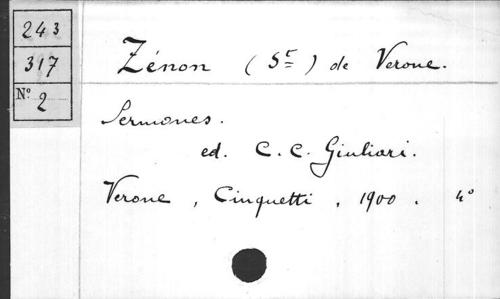 243
317
N° 2
Zénon (St) de Verone.
Sermones.
ed. C. C. Giuliari.
Verone, Cinquetti, 1900. 4°